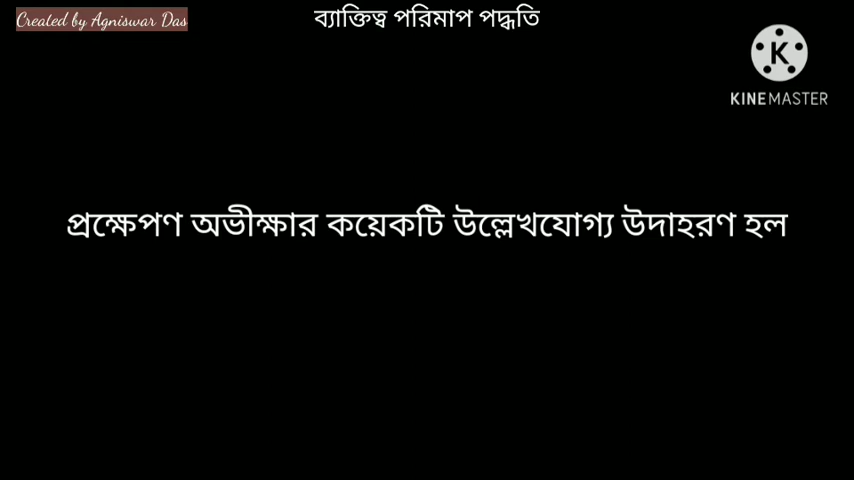 Created by Agniswar Das
ব্যাক্তিত্ব পরিমাপ পদ্ধতি
KINEMASTER
প্রক্ষেপণ অভীক্ষার কয়েকটি উল্লেখযোগ্য উদাহরণ হল